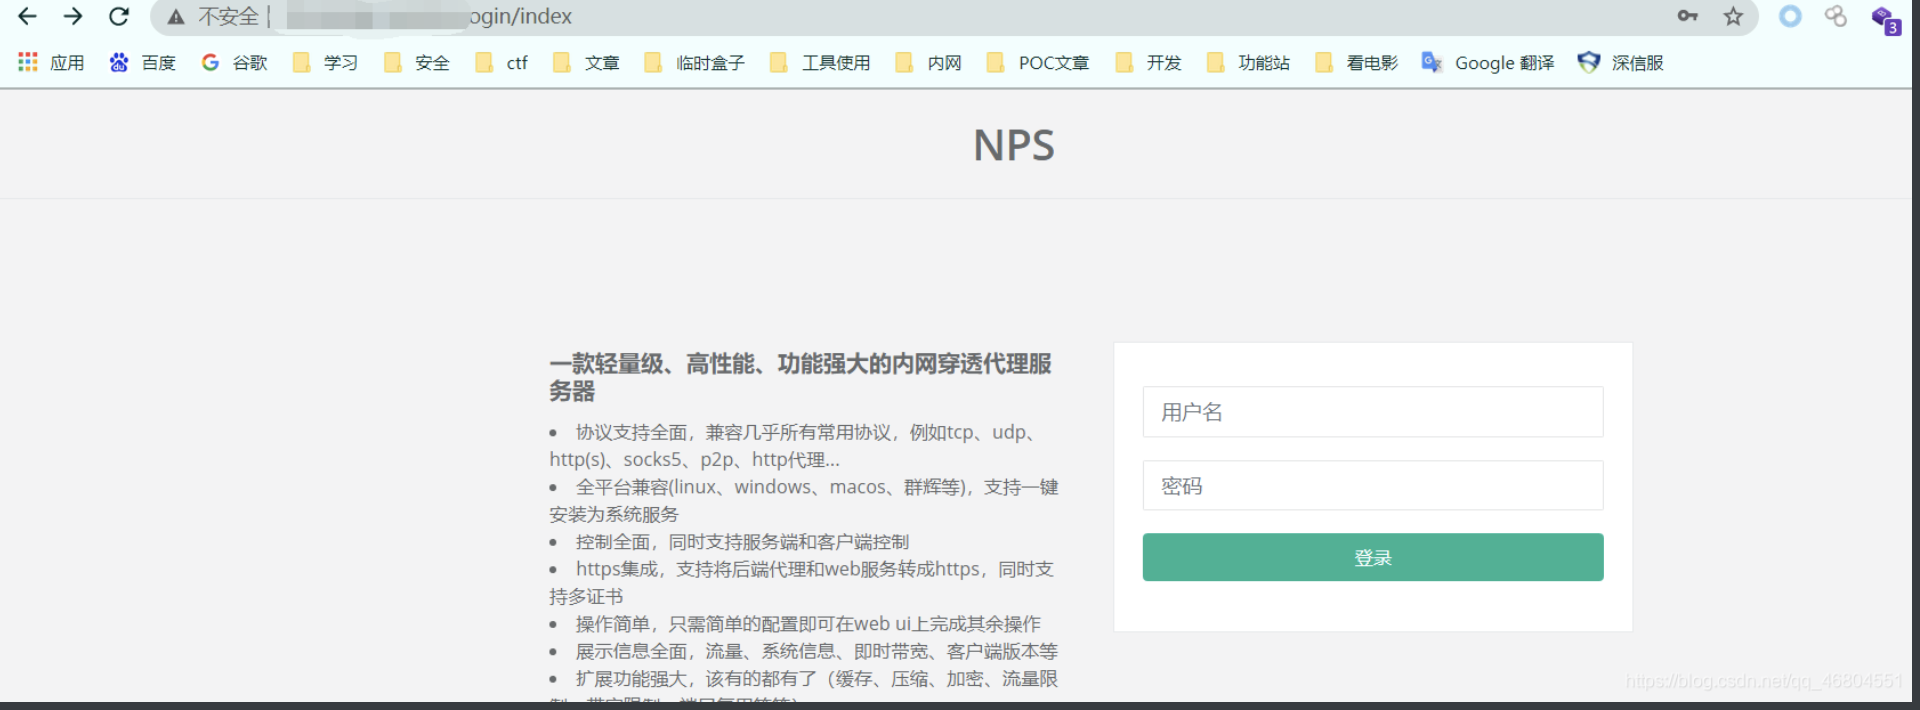 不安全 | ogin/index
3
应用 百度 谷歌 学习 安全 ctf 文章 临时盒子 工具使用 内网 POC文章 开发 功能站 看电影 Google 翻译 深信服
NPS
一款轻量级、高性能、功能强大的内网穿透代理服
务器
• 协议支持全面，兼容几乎所有常用协议，例如tcp、udp、
http(s)、socks5、p2p、http代理...
• 全平台兼容(linux、windows、macos、群辉等)，支持一键
安装为系统服务
• 控制全面，同时支持服务端和客户端控制
• https集成，支持将后端代理和web服务转成https，同时支
持多证书
• 操作简单，只需简单的配置即可在web ui上完成其余操作
• 展示信息全面，流量、系统信息、即时带宽、客户端版本等
• 扩展功能强大，该有的都有了（缓存、压缩、加密、流量限
用户名
密码
登录
https://blog.csdn.net/qq_46804551